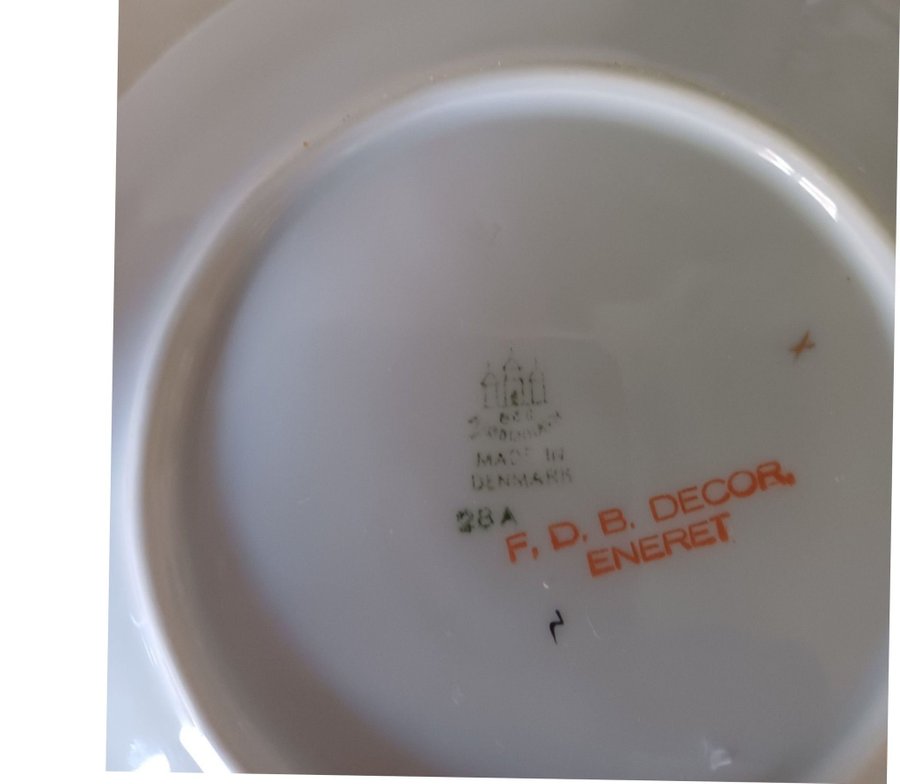 B&G
MADE IN
DENMARK
28A
F. D. B. DECOR.
ENERET